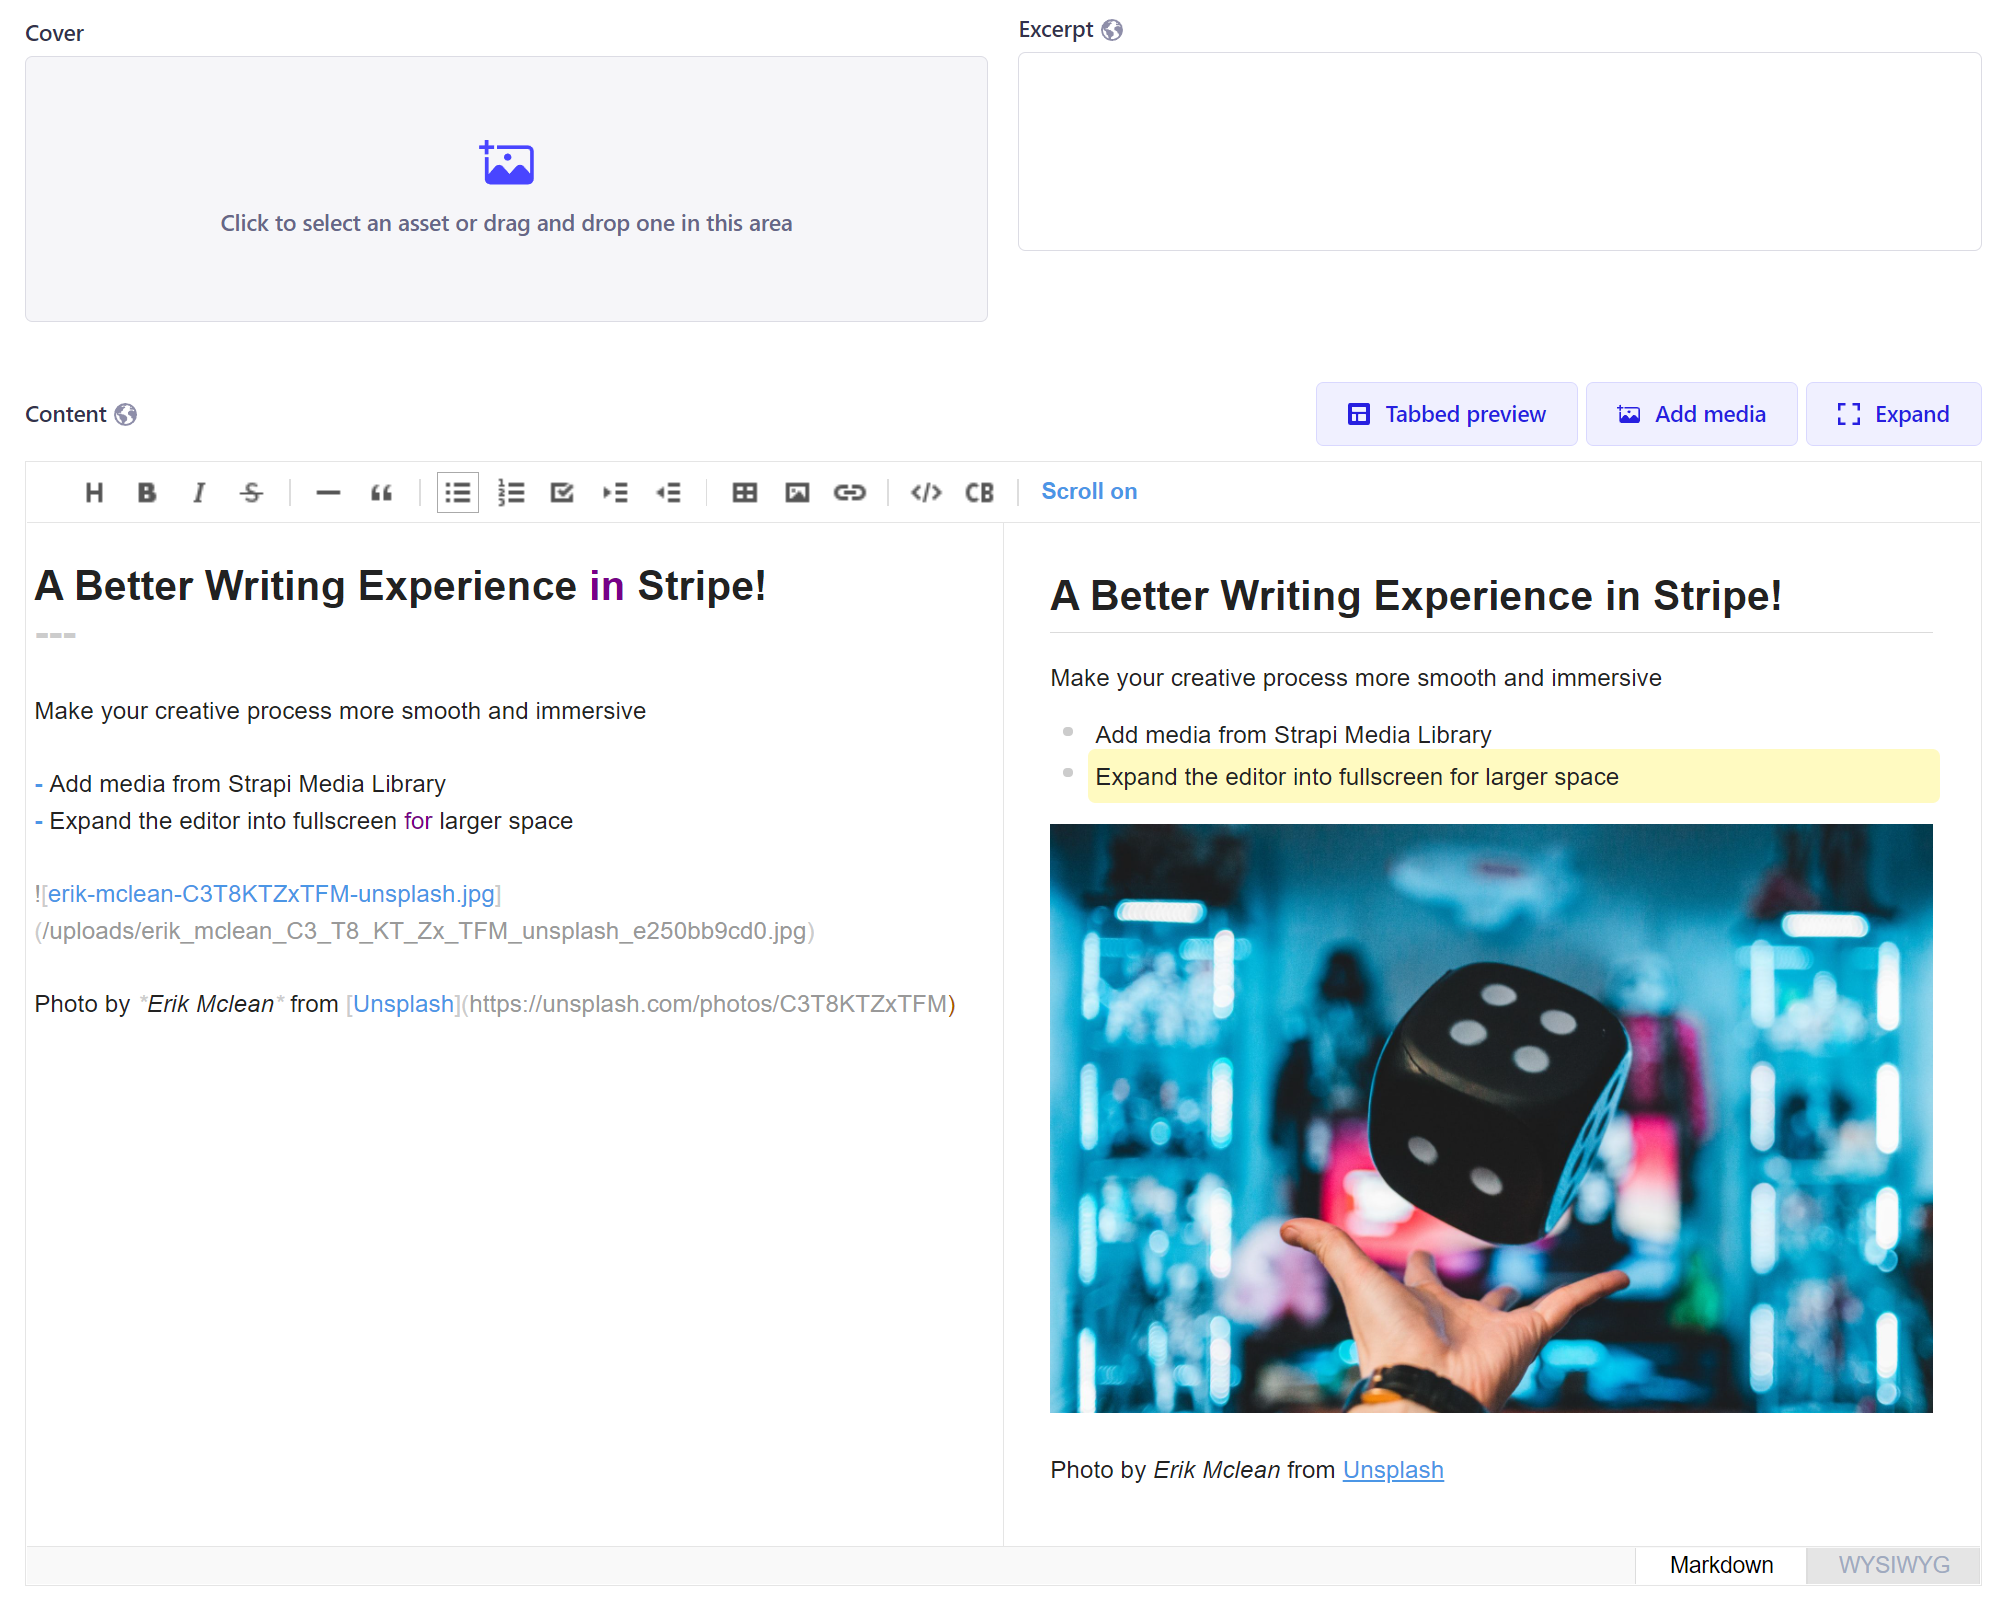 Cover
Excerpt
Click to select an asset or drag and drop one in this area
Content
Tabbed preview
Add media
Expand
H B I S — “ 1 2 3 </> CB Scroll on
A Better Writing Experience in Stripe!
---
Make your creative process more smooth and immersive
- Add media from Strapi Media Library
- Expand the editor into fullscreen for larger space
![erik-mclean-C3T8KTZxTFM-unsplash.jpg]
(/uploads/erik_mclean_C3_T8_KT_Zx_TFM_unsplash_e250bb9cd0.jpg)
Photo by *Erik Mclean* from [Unsplash](https://unsplash.com/photos/C3T8KTZxTFM)
A Better Writing Experience in Stripe!
Make your creative process more smooth and immersive
Add media from Strapi Media Library
Expand the editor into fullscreen for larger space
Photo by Erik Mclean from Unsplash
Markdown
WYSIWYG